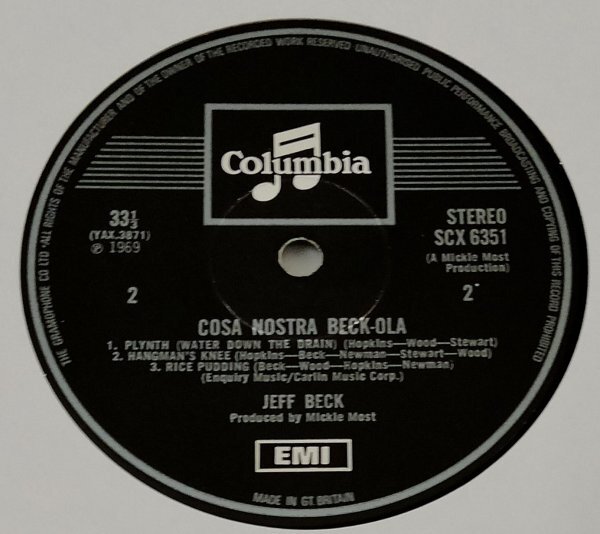 THE GRAMOPHONE CO LTD · ALL RIGHTS OF THE MANUFACTURER AND OF THE OWNER OF THE RECORDED WORK RESERVED · UNAUTHORISED PUBLIC PERFORMANCE BROADCASTING AND COPYING OF THIS RECORD PROHIBITED
Columbia
33⅓
(YAX.3871)
℗ 1969
STEREO
SCX 6351
(A Mickie Most
Production)
2
2
COSA NOSTRA BECK-OLA
1. PLYNTH (WATER DOWN THE DRAIN) (Hopkins—Wood—Stewart)
2. HANGMAN'S KNEE (Hopkins—Beck—Newman—Stewart—Wood)
3. RICE PUDDING (Beck—Wood—Hopkins—Newman)
(Enquiry Music/Carlin Music Corp.)
JEFF BECK
Produced by Mickie Most
EMI
MADE IN GT. BRITAIN